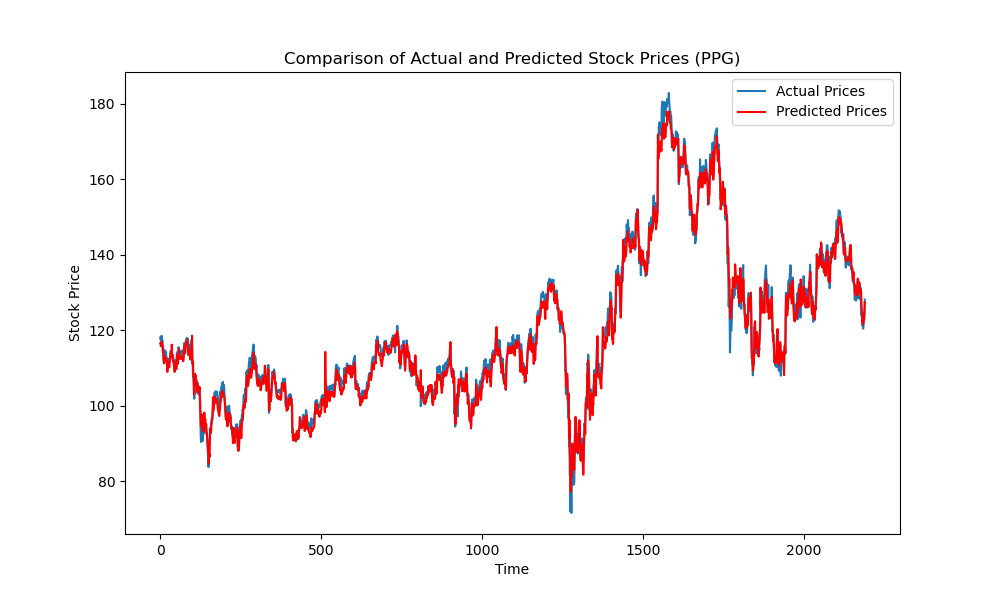 Comparison of Actual and Predicted Stock Prices (PPG)
Actual Prices
Predicted Prices
Stock Price
180
160
140
120
100
80
0
500
1000
1500
2000
Time